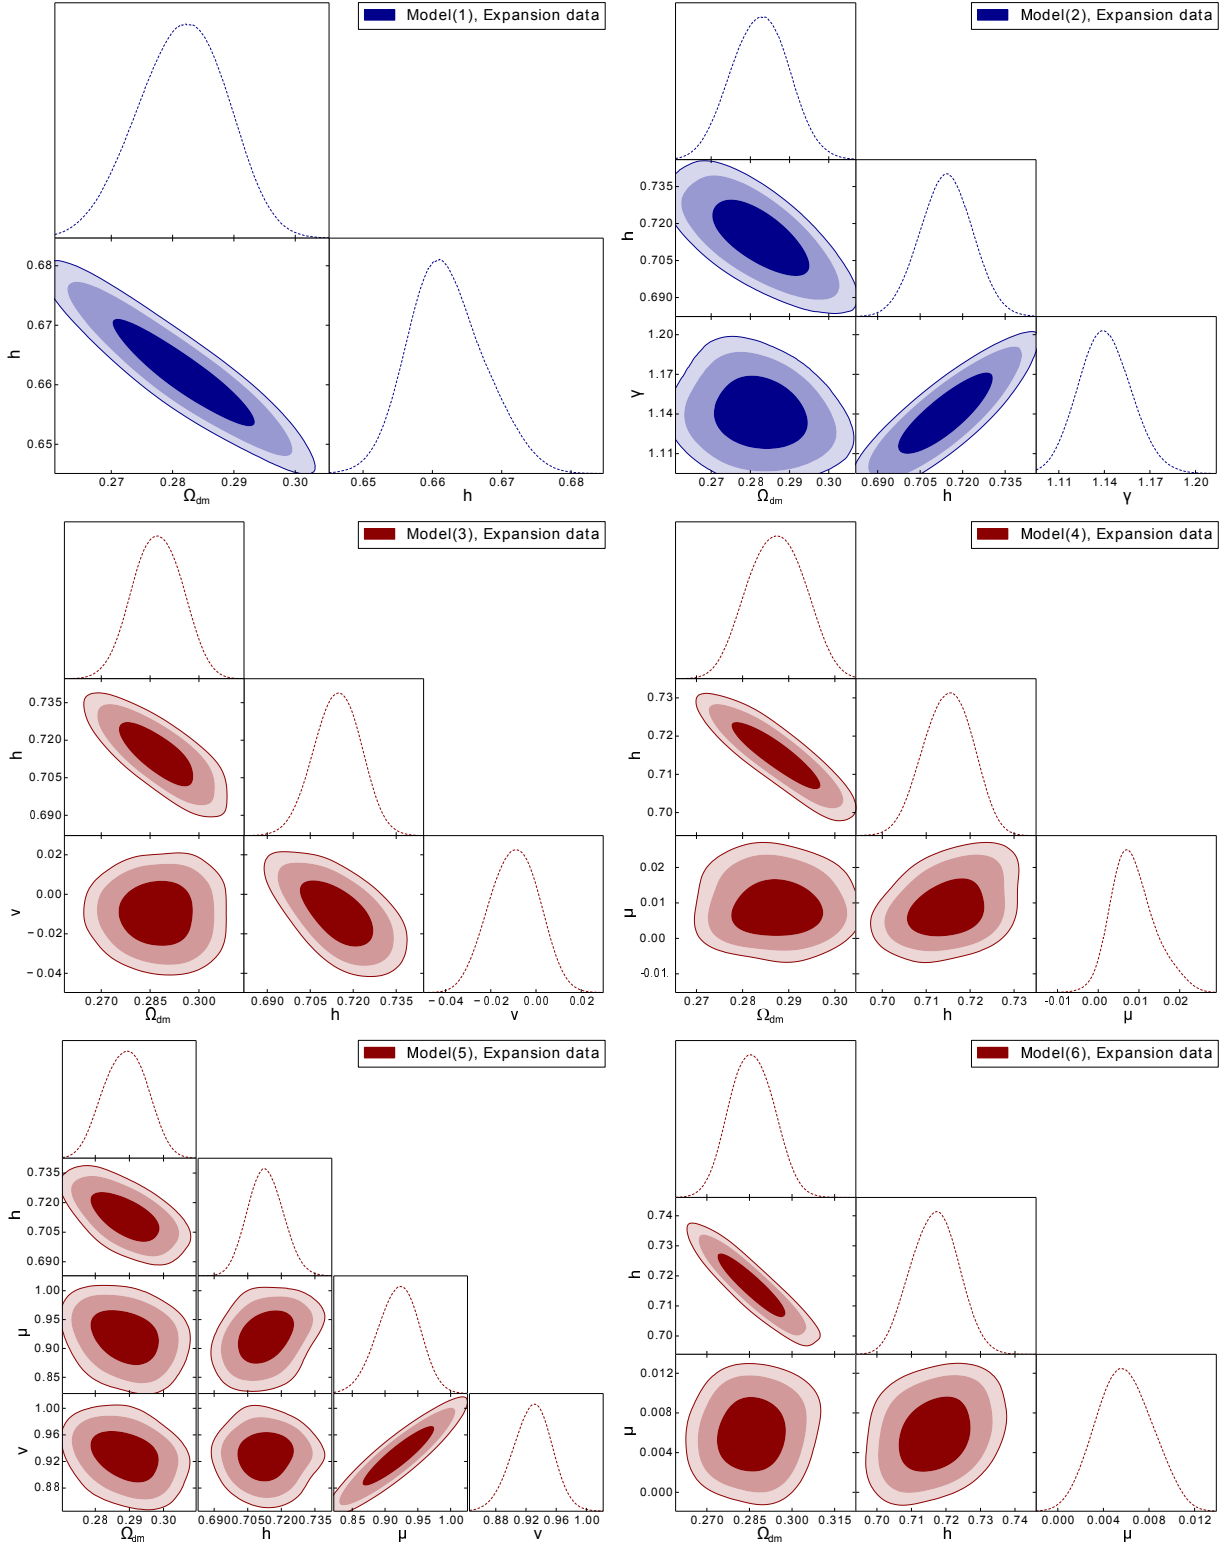 Model(1), Expansion data
h
0.68
0.67
0.66
0.65
0.27 0.28 0.29 0.30
Ω_dm
0.65 0.66 0.67 0.68
h
Model(2), Expansion data
h
0.735
0.720
0.705
0.690
γ
1.20
1.17
1.14
1.11
0.27 0.28 0.29 0.30
Ω_dm
0.690 0.705 0.720 0.735
h
1.11 1.14 1.17 1.20
γ
Model(3), Expansion data
h
0.735
0.720
0.705
0.690
ν
0.02
0.00
−0.02
−0.04
0.270 0.285 0.300
Ω_dm
0.690 0.705 0.720 0.735
h
−0.04 −0.02 0.00 0.02
ν
Model(4), Expansion data
h
0.73
0.72
0.71
0.70
μ
0.02
0.01
0.00
-0.01
0.27 0.28 0.29 0.30
Ω_dm
0.70 0.71 0.72 0.73
h
-0.01 0.00 0.01 0.02
μ
Model(5), Expansion data
h
0.735
0.720
0.705
0.690
μ
1.00
0.95
0.90
0.85
ν
1.00
0.96
0.92
0.88
0.28 0.29 0.30
Ω_dm
0.690 0.705 0.720 0.735
h
0.85 0.90 0.95 1.00
μ
0.88 0.92 0.96 1.00
ν
Model(6), Expansion data
h
0.74
0.73
0.72
0.71
0.70
μ
0.012
0.008
0.004
0.000
0.270 0.285 0.300 0.315
Ω_dm
0.70 0.71 0.72 0.73 0.74
h
0.000 0.004 0.008 0.012
μ